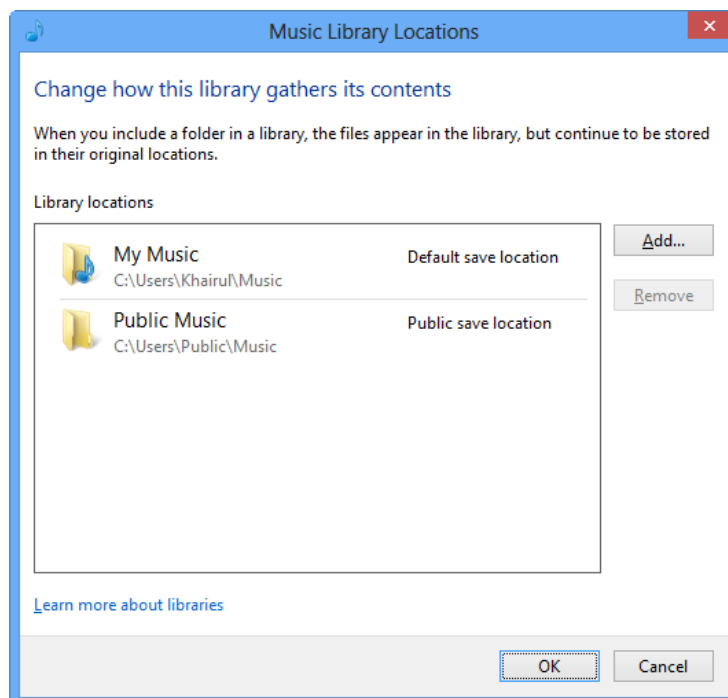 Music Library Locations
Change how this library gathers its contents
When you include a folder in a library, the files appear in the library, but continue to be stored
in their original locations.
Library locations
My Music
Default save location
C:\Users\Khairul\Music
Public Music
Public save location
C:\Users\Public\Music
Add...
Remove
Learn more about libraries
OK
Cancel